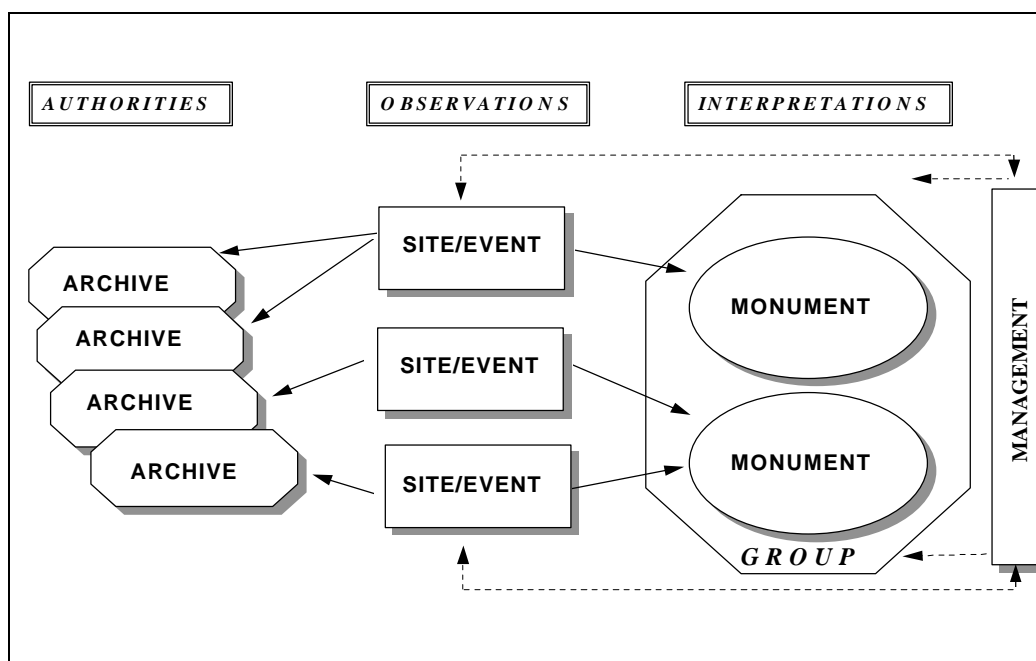 AUTHORITIES
OBSERVATIONS
INTERPRETATIONS
ARCHIVE
ARCHIVE
ARCHIVE
ARCHIVE
SITE/EVENT
SITE/EVENT
SITE/EVENT
MONUMENT
MONUMENT
GROUP
MANAGEMENT